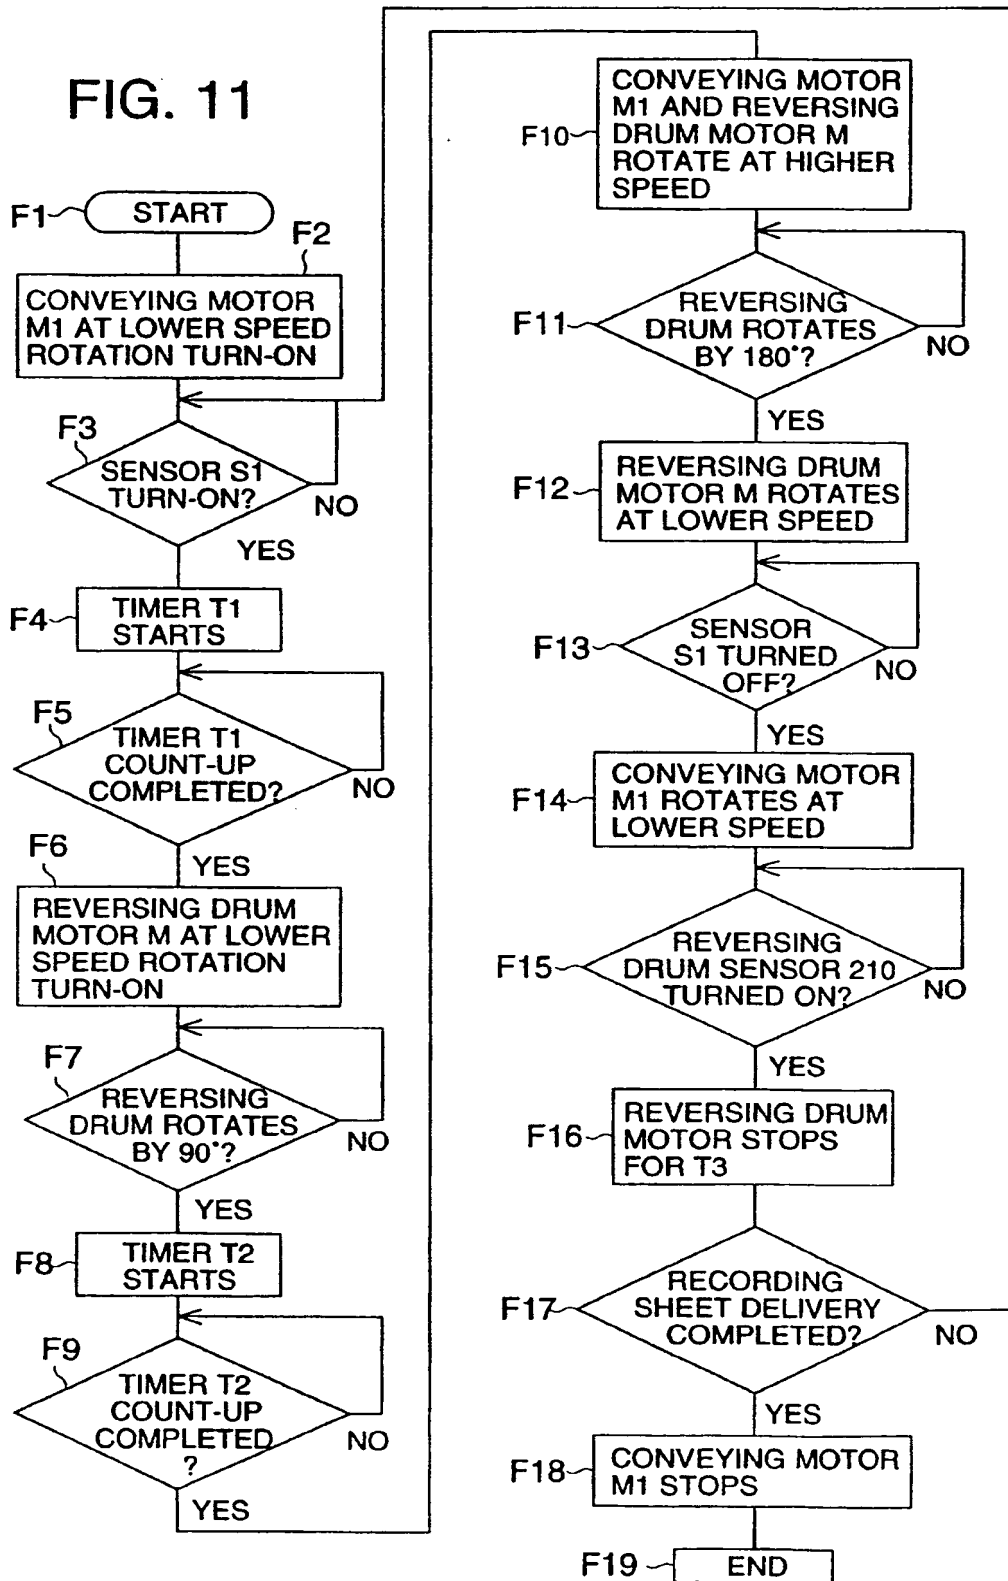 FIG. 11
F1
START
F2
CONVEYING MOTOR
M1 AT LOWER SPEED
ROTATION TURN-ON
F3
SENSOR S1
TURN-ON?
NO
YES
F4
TIMER T1
STARTS
F5
TIMER T1
COUNT-UP
COMPLETED?
NO
YES
F6
REVERSING DRUM
MOTOR M AT LOWER
SPEED ROTATION
TURN-ON
F7
REVERSING
DRUM ROTATES
BY 90°?
NO
YES
F8
TIMER T2
STARTS
F9
TIMER T2
COUNT-UP
COMPLETED
?
NO
YES
F10
CONVEYING MOTOR
M1 AND REVERSING
DRUM MOTOR M
ROTATE AT HIGHER
SPEED
F11
REVERSING
DRUM ROTATES
BY 180°?
NO
YES
F12
REVERSING DRUM
MOTOR M ROTATES
AT LOWER SPEED
F13
SENSOR
S1 TURNED
OFF?
NO
YES
F14
CONVEYING MOTOR
M1 ROTATES AT
LOWER SPEED
F15
REVERSING
DRUM SENSOR 210
TURNED ON?
NO
YES
F16
REVERSING DRUM
MOTOR STOPS
FOR T3
F17
RECORDING
SHEET DELIVERY
COMPLETED?
NO
YES
F18
CONVEYING MOTOR
M1 STOPS
F19
END